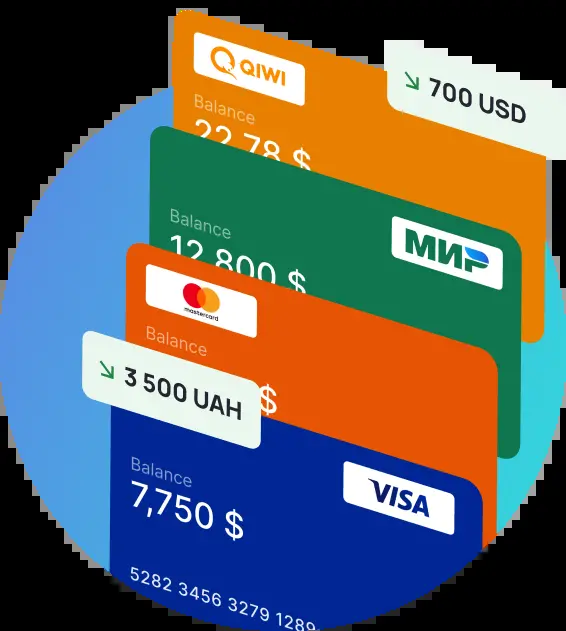 QIWI
700 USD
Balance
22,78 $
Balance
МИР
12,800 $
mastercard
Balance
$
3 500 UAH
Balance
VISA
7,750 $
5282 3456 3279 1289